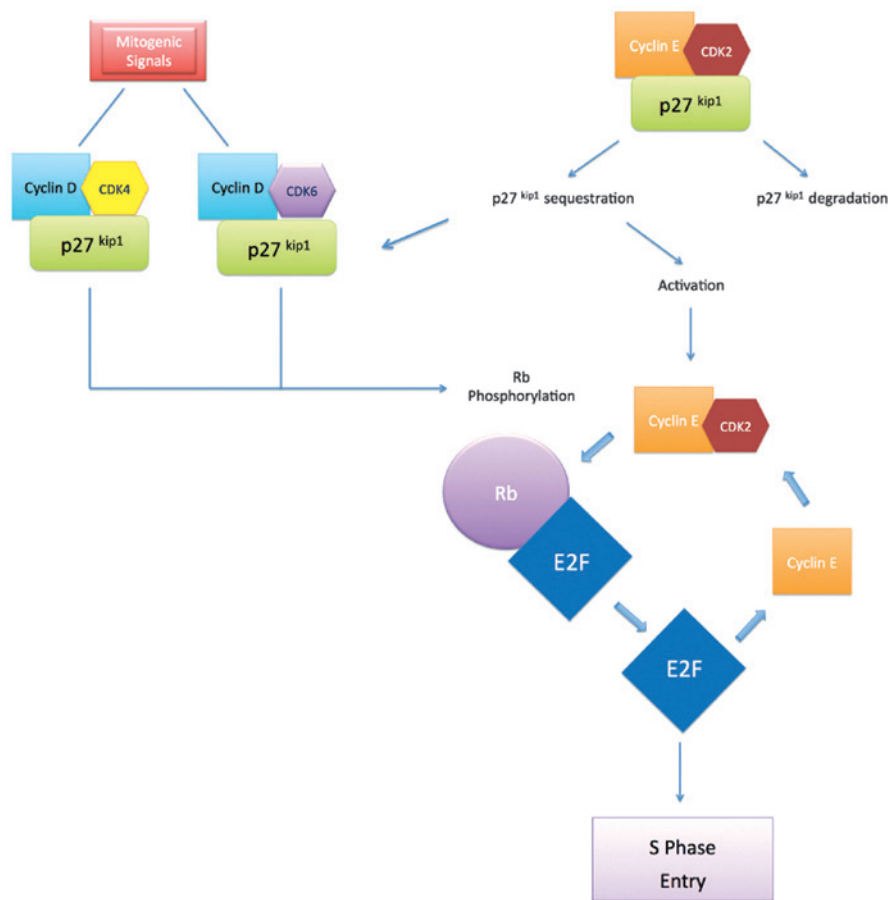 Mitogenic
Signals
Cyclin E
CDK2
p27 kip1
Cyclin D
CDK4
p27 kip1
Cyclin D
CDK6
p27 kip1
p27 kip1 sequestration
p27 kip1 degradation
Activation
Rb
Phosphorylation
Cyclin E
CDK2
Rb
E2F
Cyclin E
E2F
S Phase
Entry